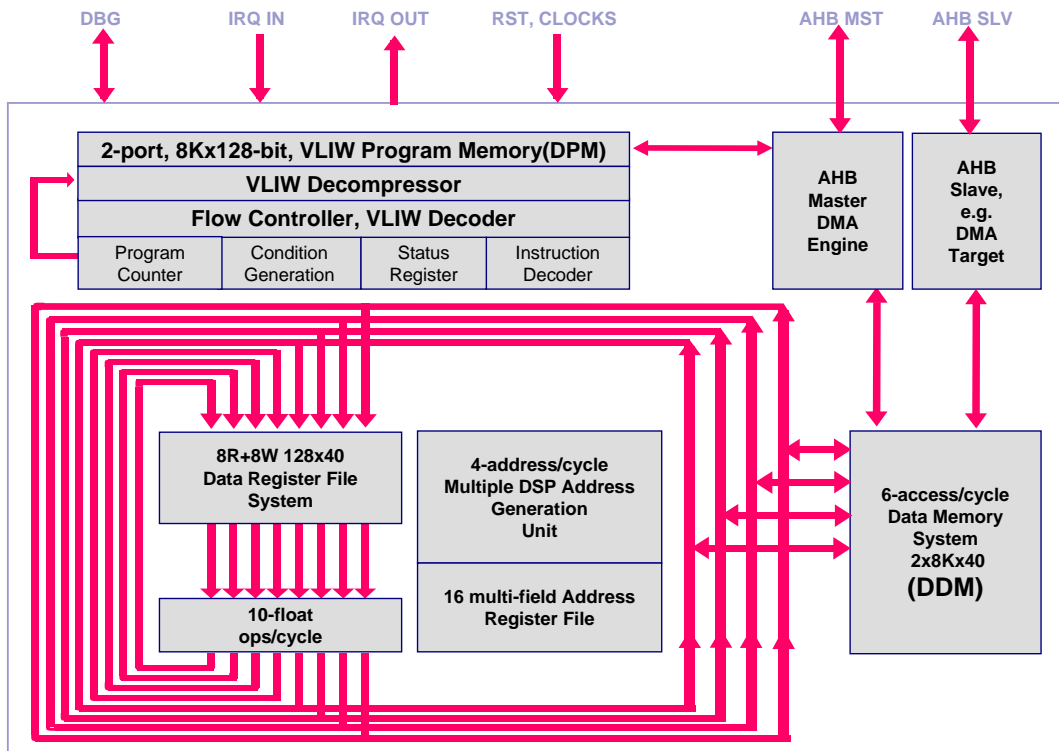 DBG
IRQ IN
IRQ OUT
RST, CLOCKS
AHB MST
AHB SLV
2-port, 8Kx128-bit, VLIW Program Memory(DPM)
VLIW Decompressor
Flow Controller, VLIW Decoder
Program
Counter
Condition
Generation
Status
Register
Instruction
Decoder
AHB
Master
DMA
Engine
AHB
Slave,
e.g.
DMA
Target
8R+8W 128x40
Data Register File
System
4-address/cycle
Multiple DSP Address
Generation
Unit
16 multi-field Address
Register File
10-float
ops/cycle
6-access/cycle
Data Memory
System
2x8Kx40
(DDM)